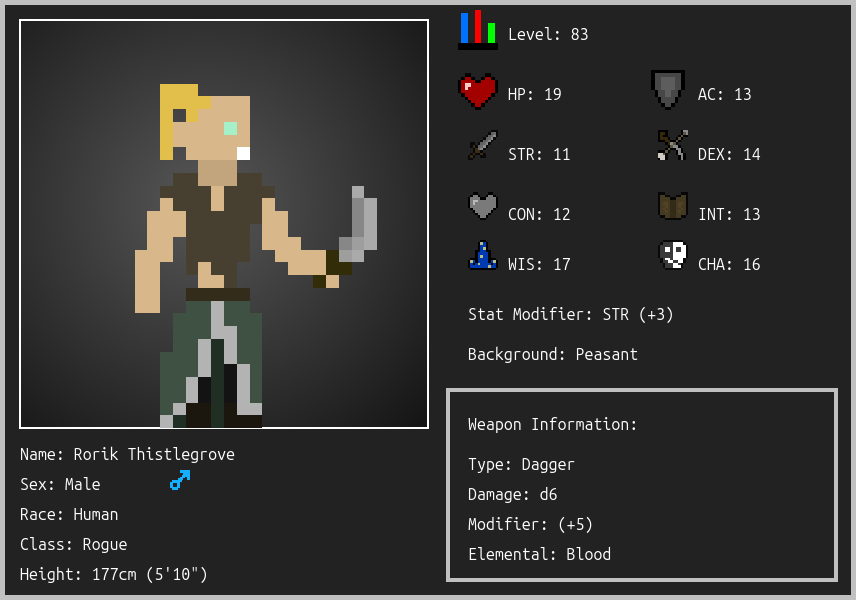 Level: 83
HP: 19
AC: 13
STR: 11
DEX: 14
CON: 12
INT: 13
WIS: 17
CHA: 16
Stat Modifier: STR (+3)
Background: Peasant
Weapon Information:
Type: Dagger
Damage: d6
Modifier: (+5)
Elemental: Blood
Name: Rorik Thistlegrove
Sex: Male
Race: Human
Class: Rogue
Height: 177cm (5'10")